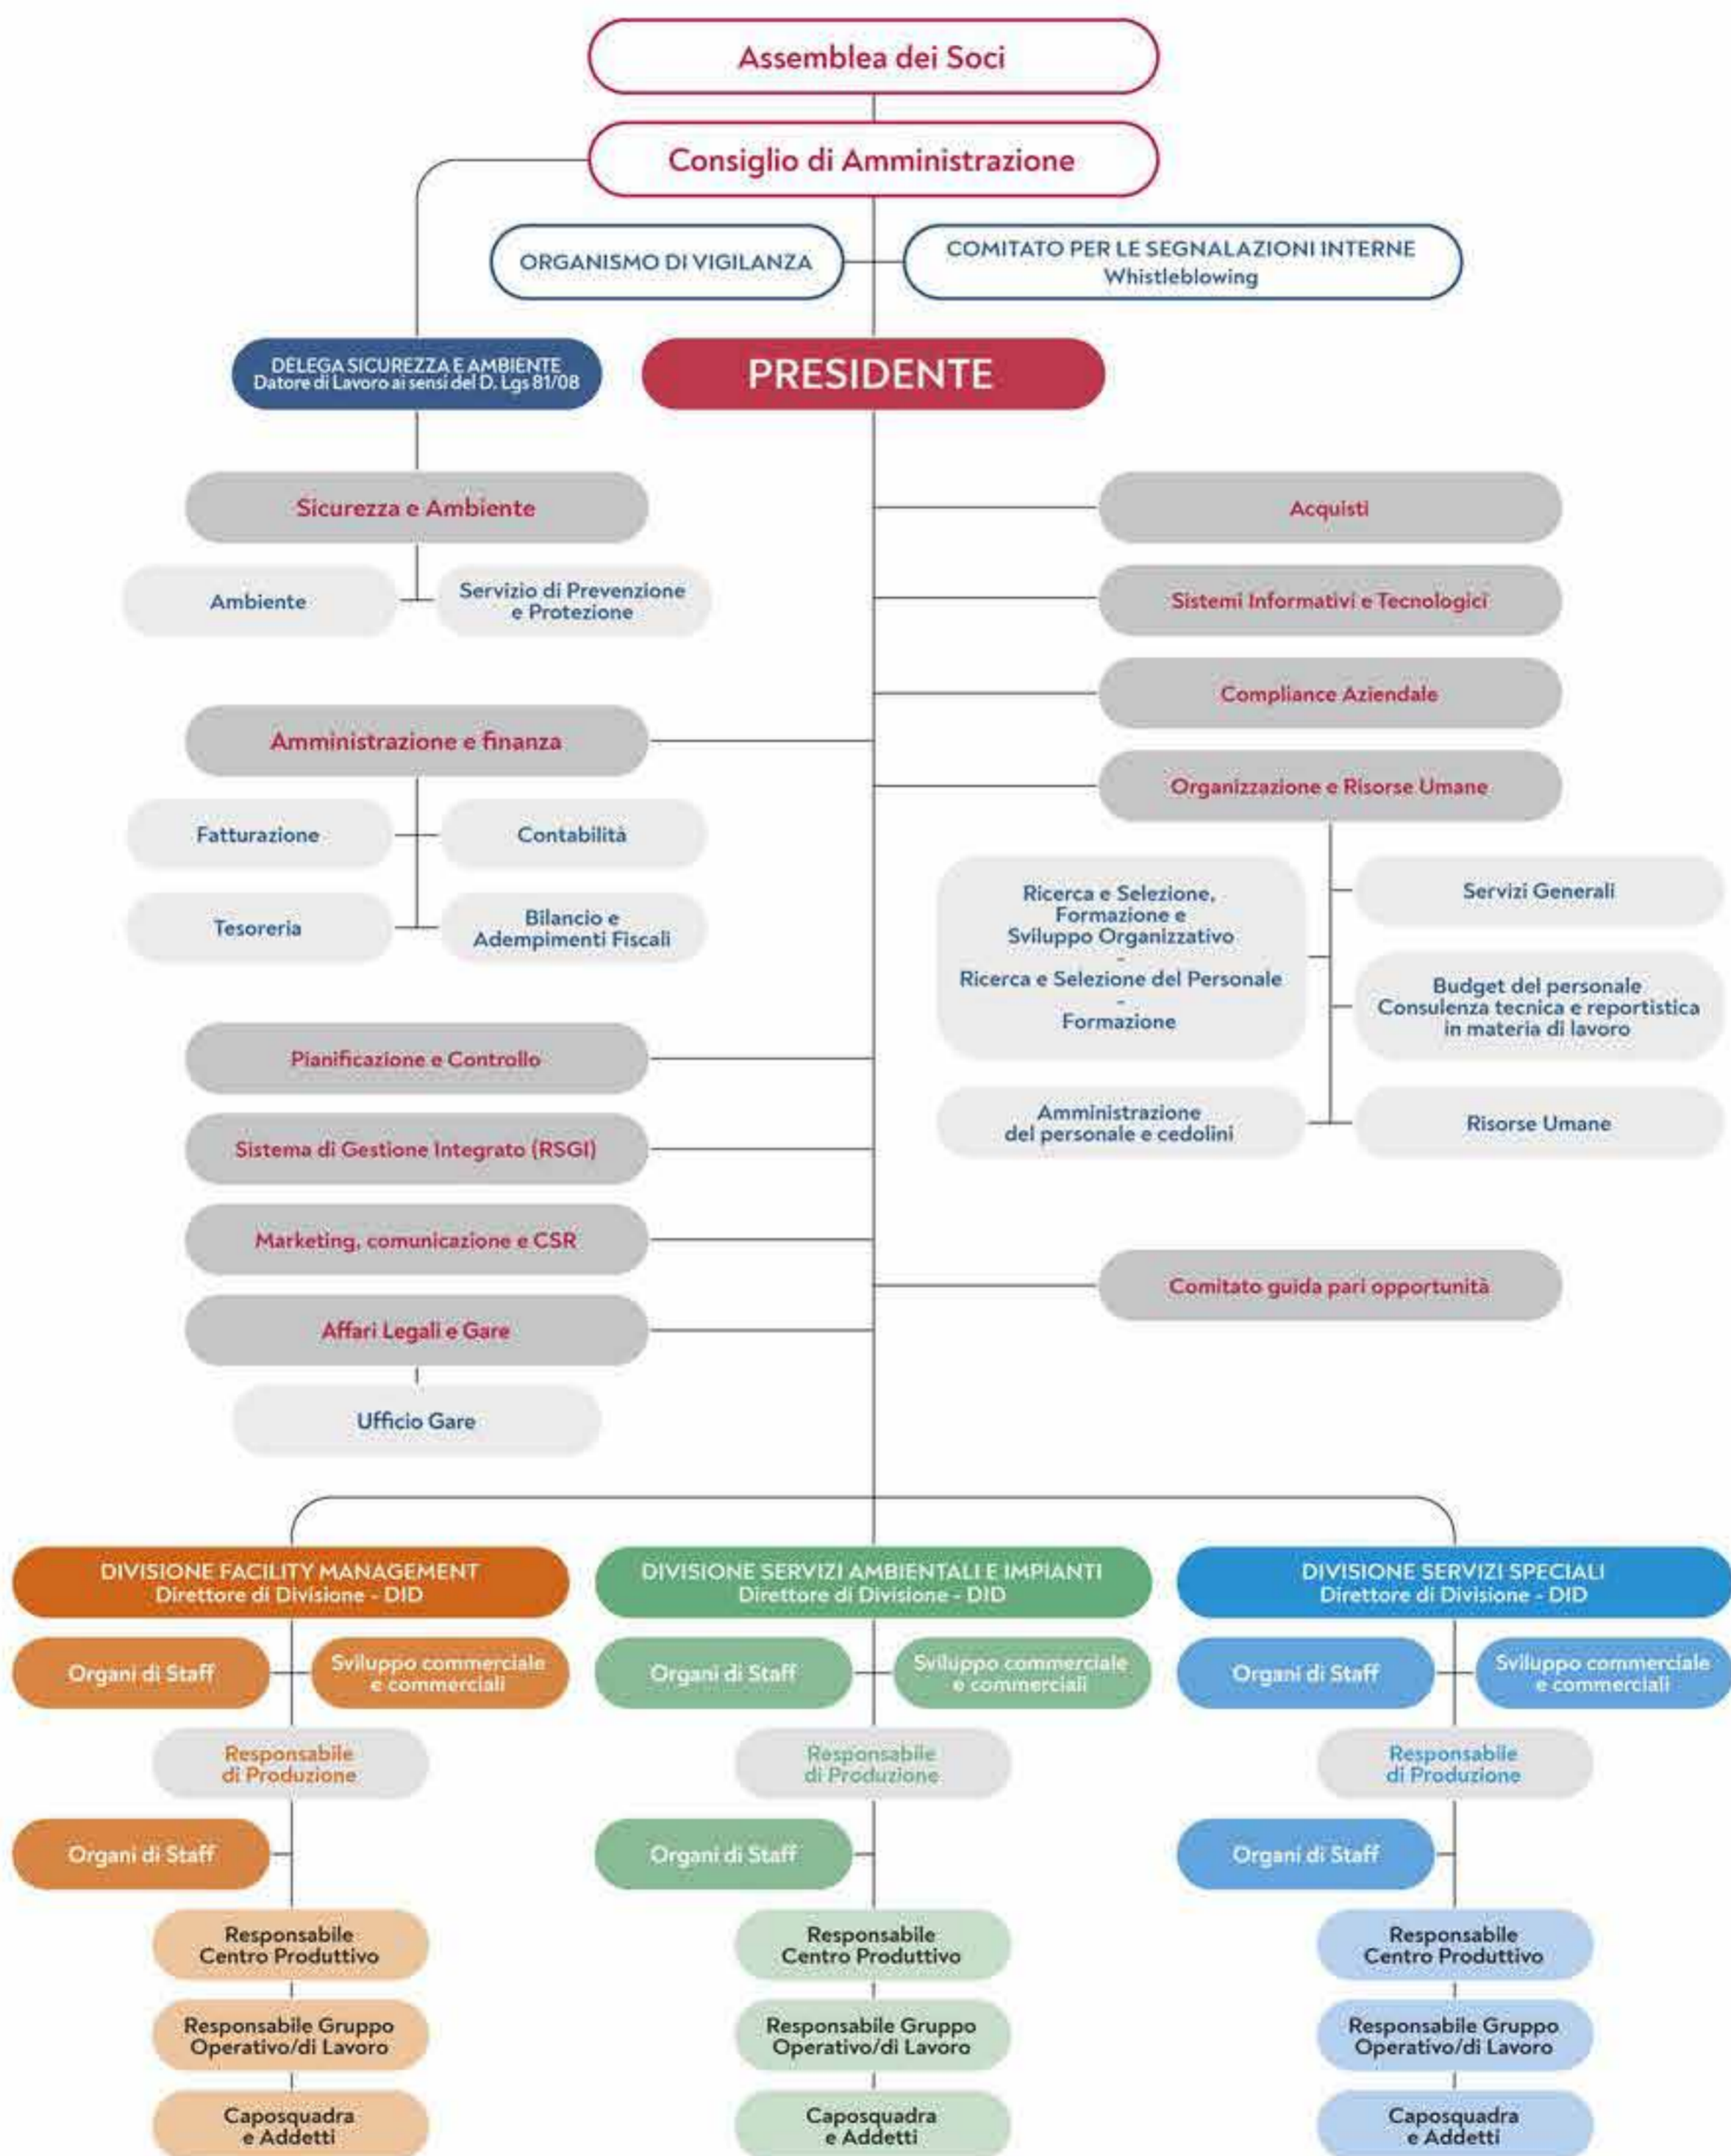 Assemblea dei Soci
Consiglio di Amministrazione
ORGANISMO DI VIGILANZA
COMITATO PER LE SEGNALAZIONI INTERNE
Whistleblowing
DELEGA SICUREZZA E AMBIENTE
Datore di Lavoro ai sensi del D. Lgs 81/08
PRESIDENTE
Sicurezza e Ambiente
Ambiente
Servizio di Prevenzione
e Protezione
Amministrazione e finanza
Fatturazione
Contabilità
Tesoreria
Bilancio e
Adempimenti Fiscali
Pianificazione e Controllo
Sistema di Gestione Integrato (RSGI)
Marketing, comunicazione e CSR
Affari Legali e Gare
Ufficio Gare
Acquisti
Sistemi Informativi e Tecnologici
Compliance Aziendale
Organizzazione e Risorse Umane
Ricerca e Selezione,
Formazione e
Sviluppo Organizzativo
-
Ricerca e Selezione del Personale
-
Formazione
Servizi Generali
Budget del personale
Consulenza tecnica e reportistica
in materia di lavoro
Amministrazione
del personale e cedolini
Risorse Umane
Comitato guida pari opportunità
DIVISIONE FACILITY MANAGEMENT
Direttore di Divisione - DID
Organi di Staff
Sviluppo commerciale
e commerciali
Responsabile
di Produzione
Organi di Staff
Responsabile
Centro Produttivo
Responsabile Gruppo
Operativo/di Lavoro
Caposquadra
e Addetti
DIVISIONE SERVIZI AMBIENTALI E IMPIANTI
Direttore di Divisione - DID
Organi di Staff
Sviluppo commerciale
e commerciali
Responsabile
di Produzione
Organi di Staff
Responsabile
Centro Produttivo
Responsabile Gruppo
Operativo/di Lavoro
Caposquadra
e Addetti
DIVISIONE SERVIZI SPECIALI
Direttore di Divisione - DID
Organi di Staff
Sviluppo commerciale
e commerciali
Responsabile
di Produzione
Organi di Staff
Responsabile
Centro Produttivo
Responsabile Gruppo
Operativo/di Lavoro
Caposquadra
e Addetti